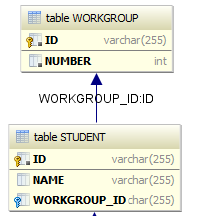 table WORKGROUP
ID varchar(255)
NUMBER int
WORKGROUP_ID:ID
table STUDENT
ID varchar(255)
NAME varchar(255)
WORKGROUP_ID char(255)